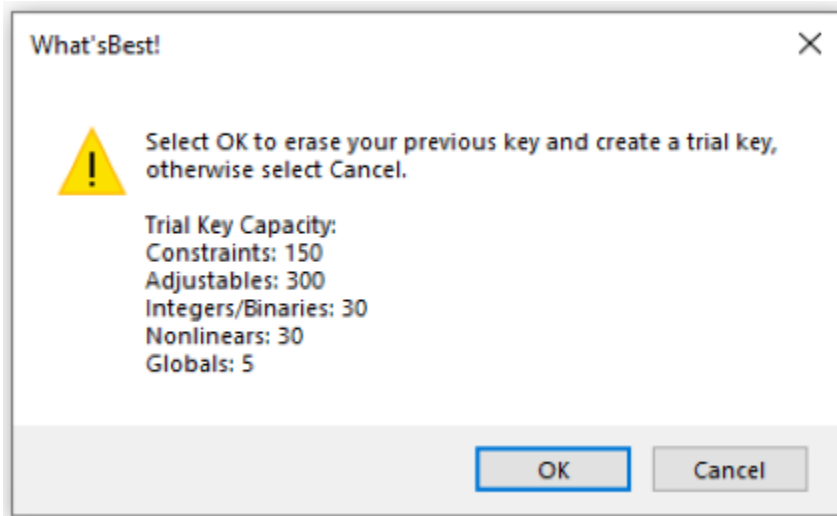 What'sBest!
Select OK to erase your previous key and create a trial key,
otherwise select Cancel.
Trial Key Capacity:
Constraints: 150
Adjustables: 300
Integers/Binaries: 30
Nonlinears: 30
Globals: 5
OK
Cancel